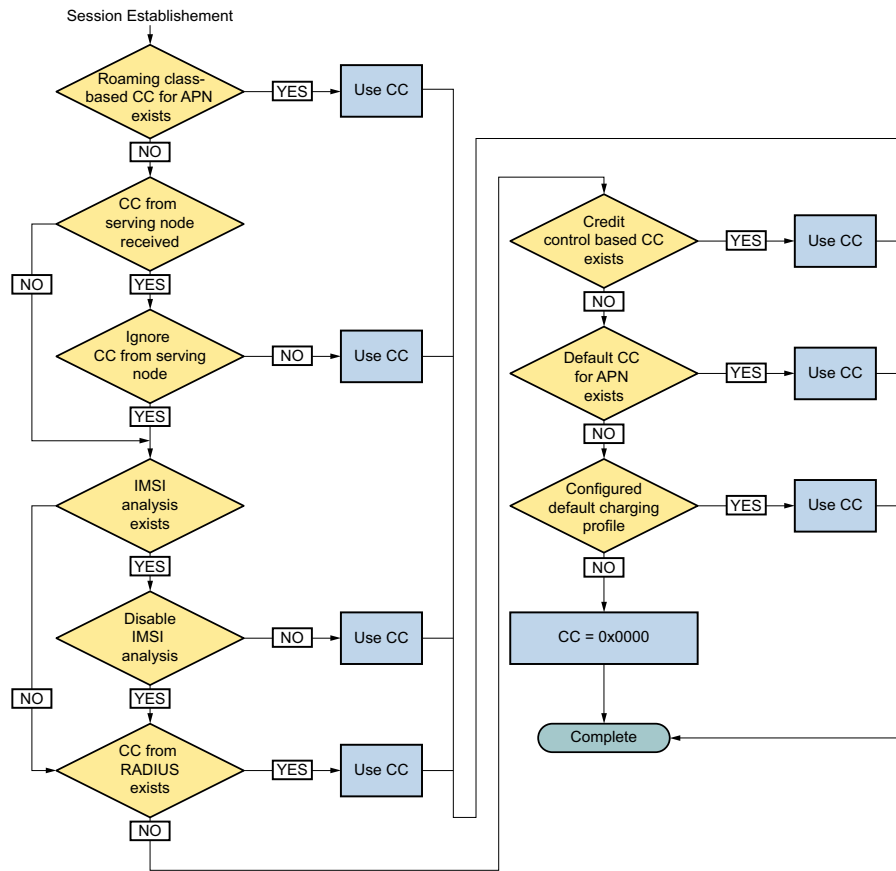 Session Establishement
Roaming class-
based CC for APN
exists
YES
Use CC
NO
CC from
serving node
received
NO
YES
Ignore
CC from serving
node
NO
Use CC
YES
IMSI
analysis
exists
YES
Disable
IMSI
analysis
NO
Use CC
NO
YES
CC from
RADIUS
exists
YES
Use CC
NO
Credit
control based CC
exists
YES
Use CC
NO
Default CC
for APN
exists
YES
Use CC
NO
Configured
default charging
profile
YES
Use CC
NO
CC = 0x0000
Complete